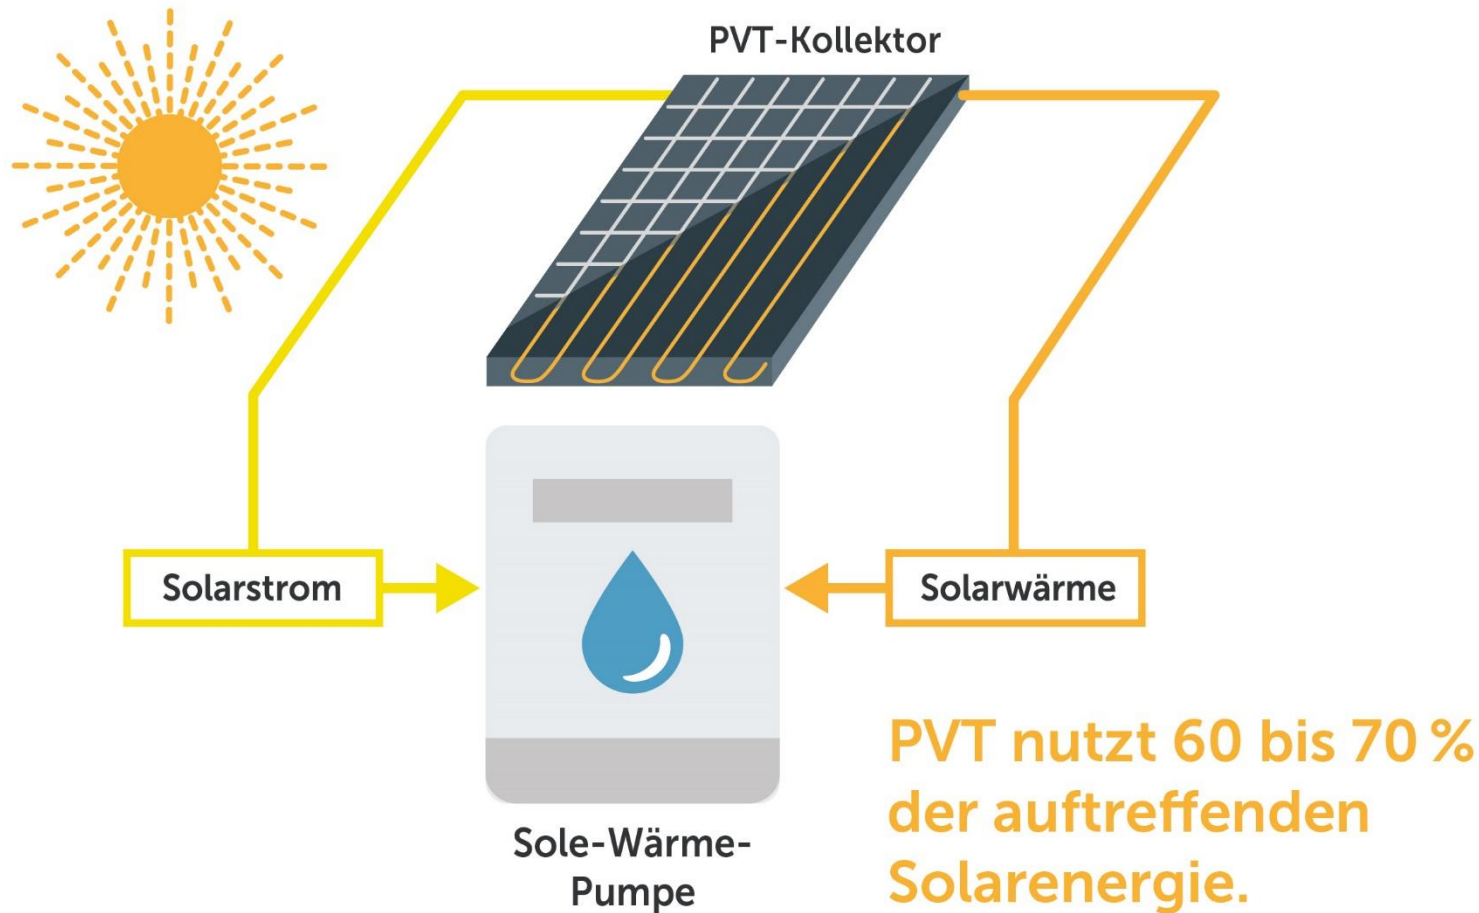 PVT-Kollektor
Solarstrom
Solarwärme
Sole-Wärme-
Pumpe
PVT nutzt 60 bis 70 %
der auftreffenden
Solarenergie.